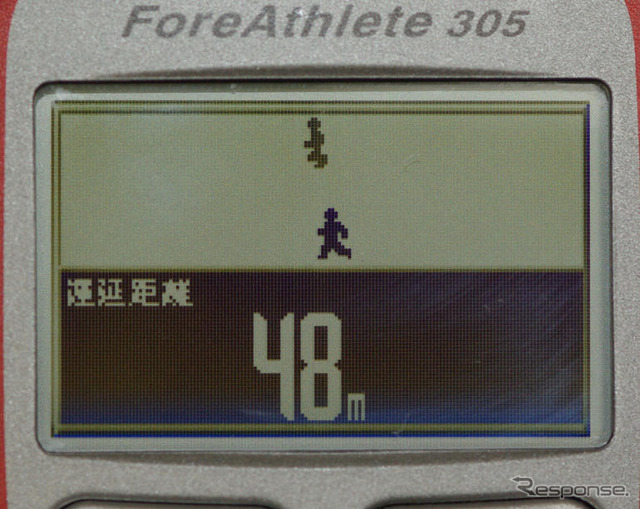 ForeAthlete 305
遅延距離
48m
Response.